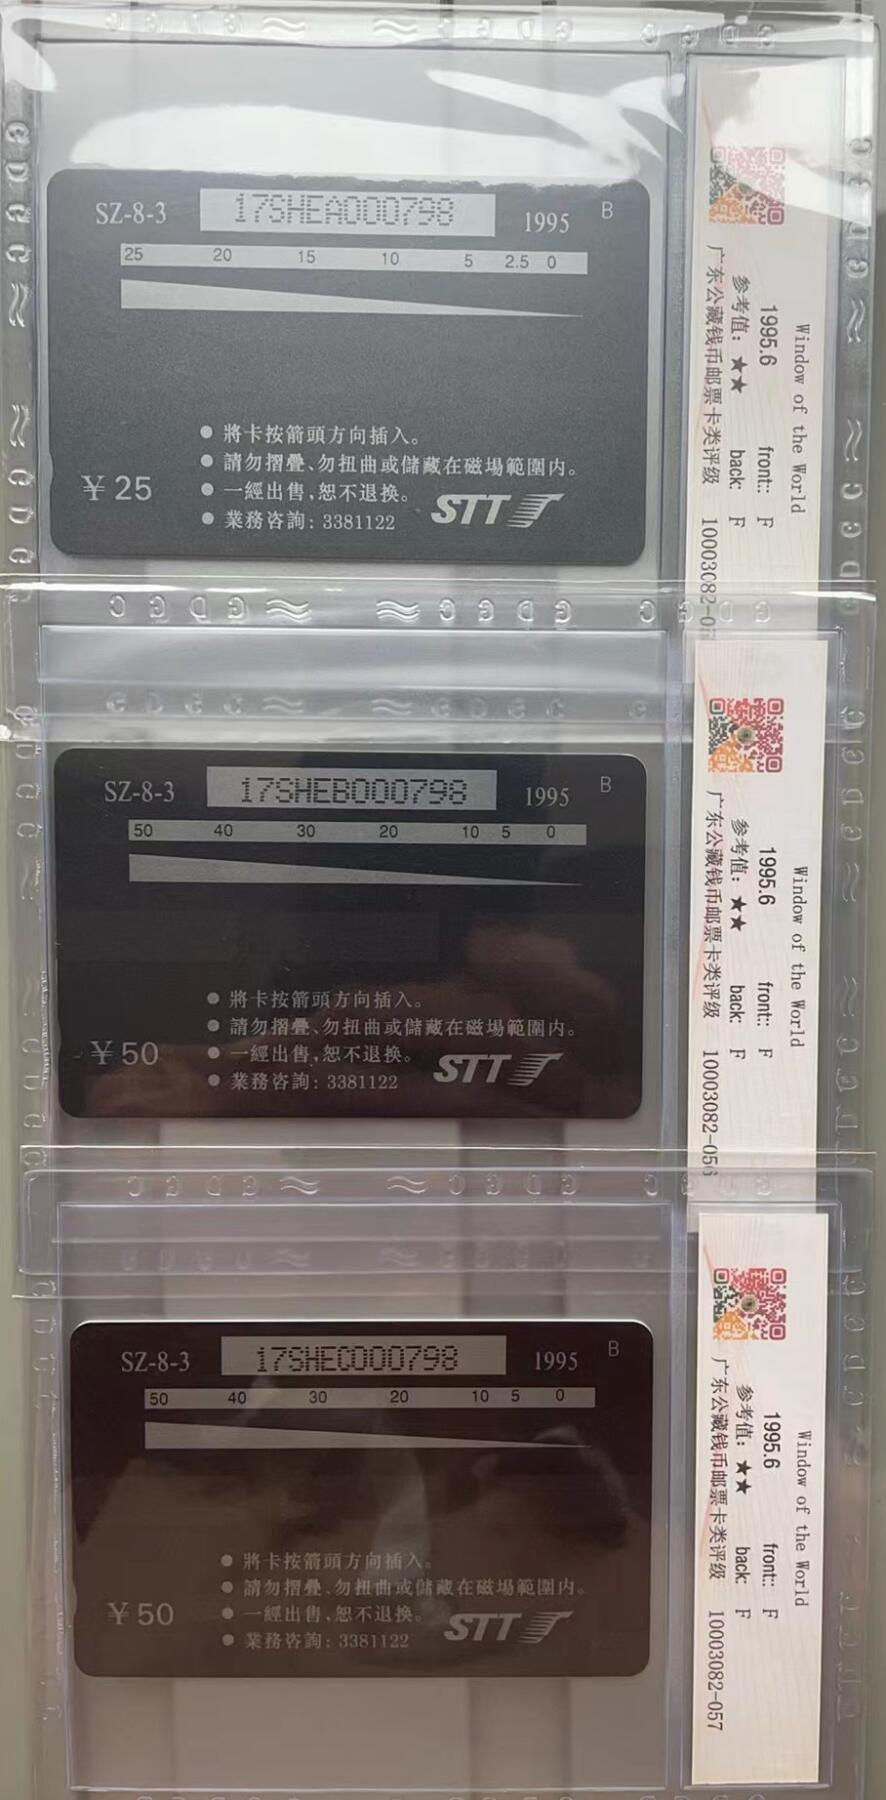 SZ-8-3
17SHEA000798
1995
B
25 20 15 10 5 2.5 0
● 將卡按箭頭方向插入。
● 請勿摺疊、勿扭曲或儲藏在磁場範圍內。
● 一經出售,恕不退换。
● 業務咨詢: 3381122
¥25
STT
Window of the World
1995.6 front:: F
参考值: ★★ back: F
广东公藏钱币邮票卡类评级
SZ-8-3
17SHEB000798
1995
B
50 40 30 20 10 5 0
● 將卡按箭頭方向插入。
● 請勿摺疊、勿扭曲或儲藏在磁場範圍內。
● 一經出售,恕不退换。
● 業務咨詢: 3381122
¥50
STT
Window of the World
1995.6 front:: F
参考值: ★★ back: F
广东公藏钱币邮票卡类评级 10003082-056
SZ-8-3
17SHEC000798
1995
B
50 40 30 20 10 5 0
● 將卡按箭頭方向插入。
● 請勿摺疊、勿扭曲或儲藏在磁場範圍內。
● 一經出售,恕不退换。
● 業務咨詢: 3381122
¥50
STT
Window of the World
1995.6 front:: F
参考值: ★★ back: F
广东公藏钱币邮票卡类评级 10003082-057